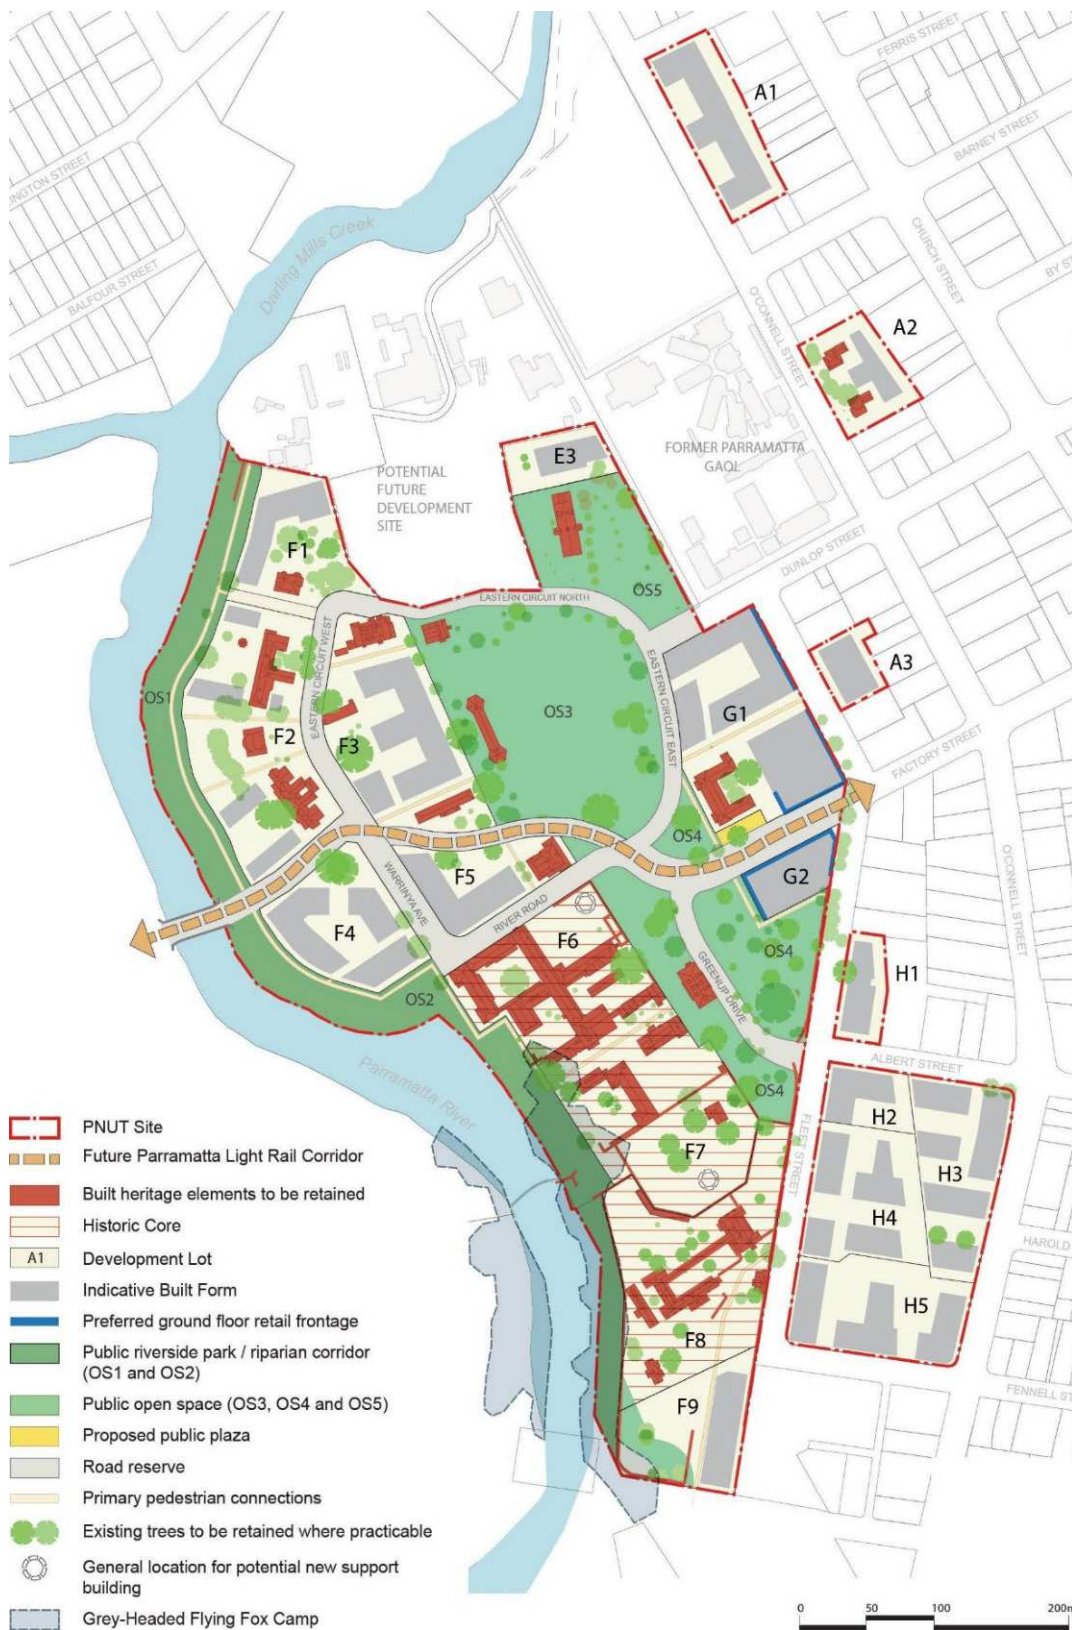 FERRIS STREET
A1
BARNEY STREET
INGTON STREET
Darling Mills Creek
CHURCH STREET
BALFOUR STREET
BY ST
O'CONNELL STREET
A2
E3
FORMER PARRAMATTA
GAOL
POTENTIAL
FUTURE
DEVELOPMENT
SITE
DUNLOP STREET
F1
OS5
EASTERN CIRCUIT NORTH
EASTERN CIRCUIT WEST
A3
OS1
EASTERN CIRCUIT EAST
OS3
G1
F2
F3
FACTORY STREET
OS4
F5
G2
WARRINYA AVE
RIVER ROAD
O'CONNELL STREET
F4
F6
OS4
GREENUP DRIVE
H1
OS2
ALBERT STREET
Parramatta River
OS4
H2
FLEET STREET
F7
H3
H4
HAROLD
H5
F8
FENNELL ST
F9
PNUT Site
Future Parramatta Light Rail Corridor
Built heritage elements to be retained
Historic Core
A1 Development Lot
Indicative Built Form
Preferred ground floor retail frontage
Public riverside park / riparian corridor
(OS1 and OS2)
Public open space (OS3, OS4 and OS5)
Proposed public plaza
Road reserve
Primary pedestrian connections
Existing trees to be retained where practicable
General location for potential new support
building
Grey-Headed Flying Fox Camp
0 50 100 200m